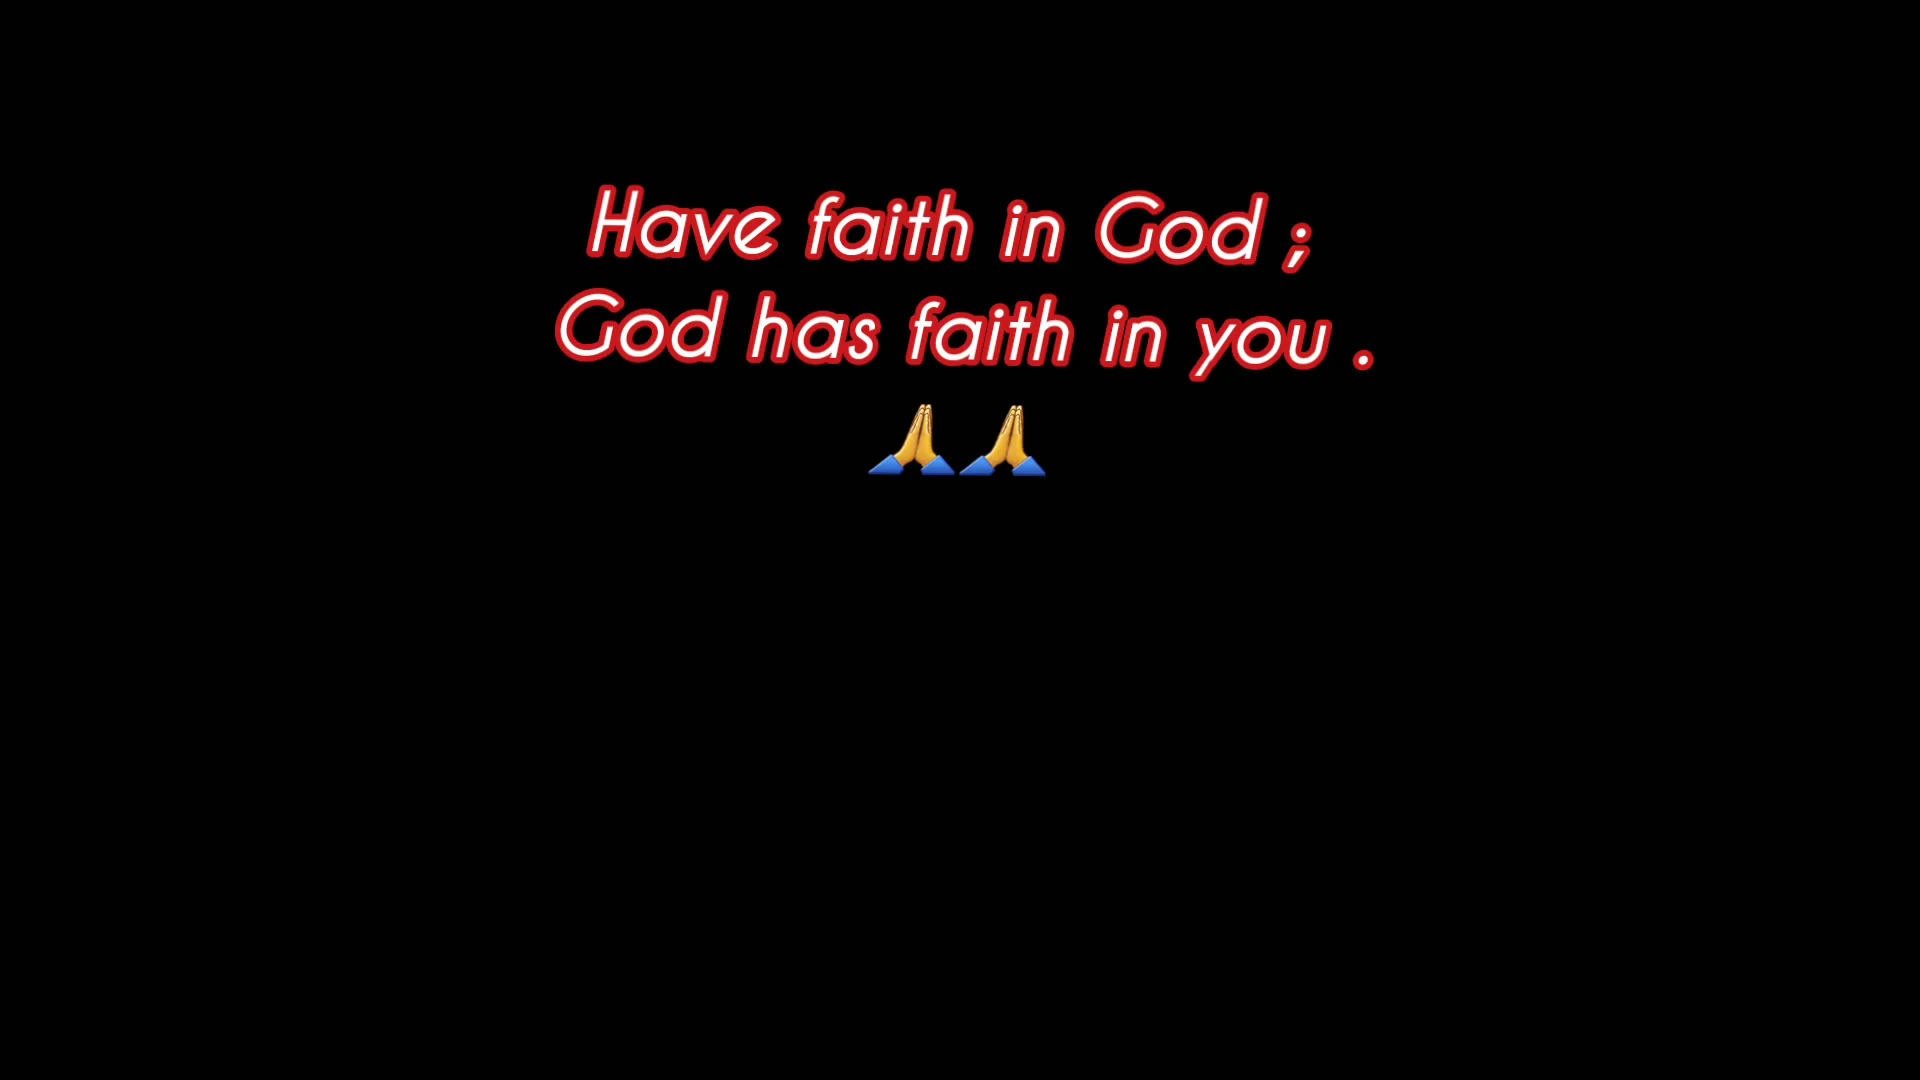 Have faith in God ;
God has faith in you .
🙏🙏